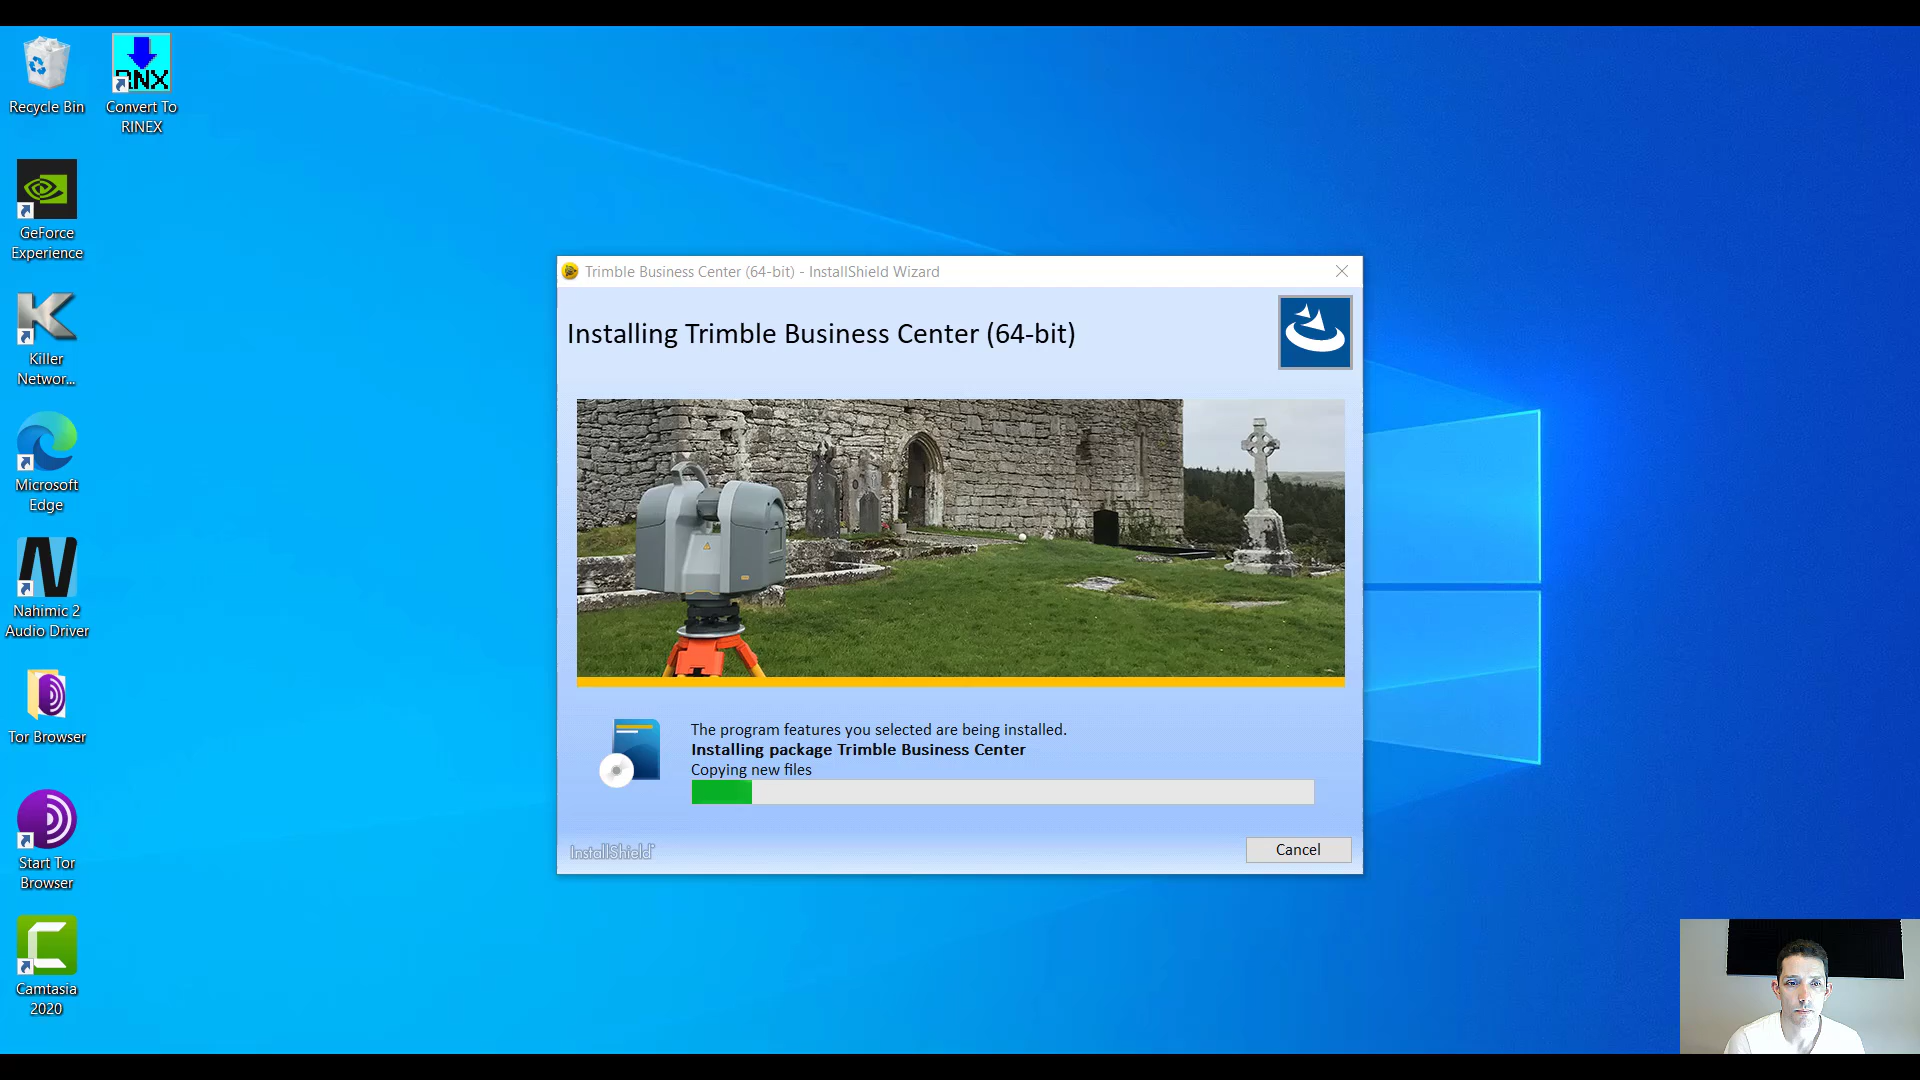 Recycle Bin
RNX
Convert To
RINEX
GeForce
Experience
Killer
Networ...
Microsoft
Edge
Nahimic 2
Audio Driver
Tor Browser
Start Tor
Browser
Camtasia
2020
Trimble Business Center (64-bit) - InstallShield Wizard
Installing Trimble Business Center (64-bit)
The program features you selected are being installed.
Installing package Trimble Business Center
Copying new files
InstallShield
Cancel